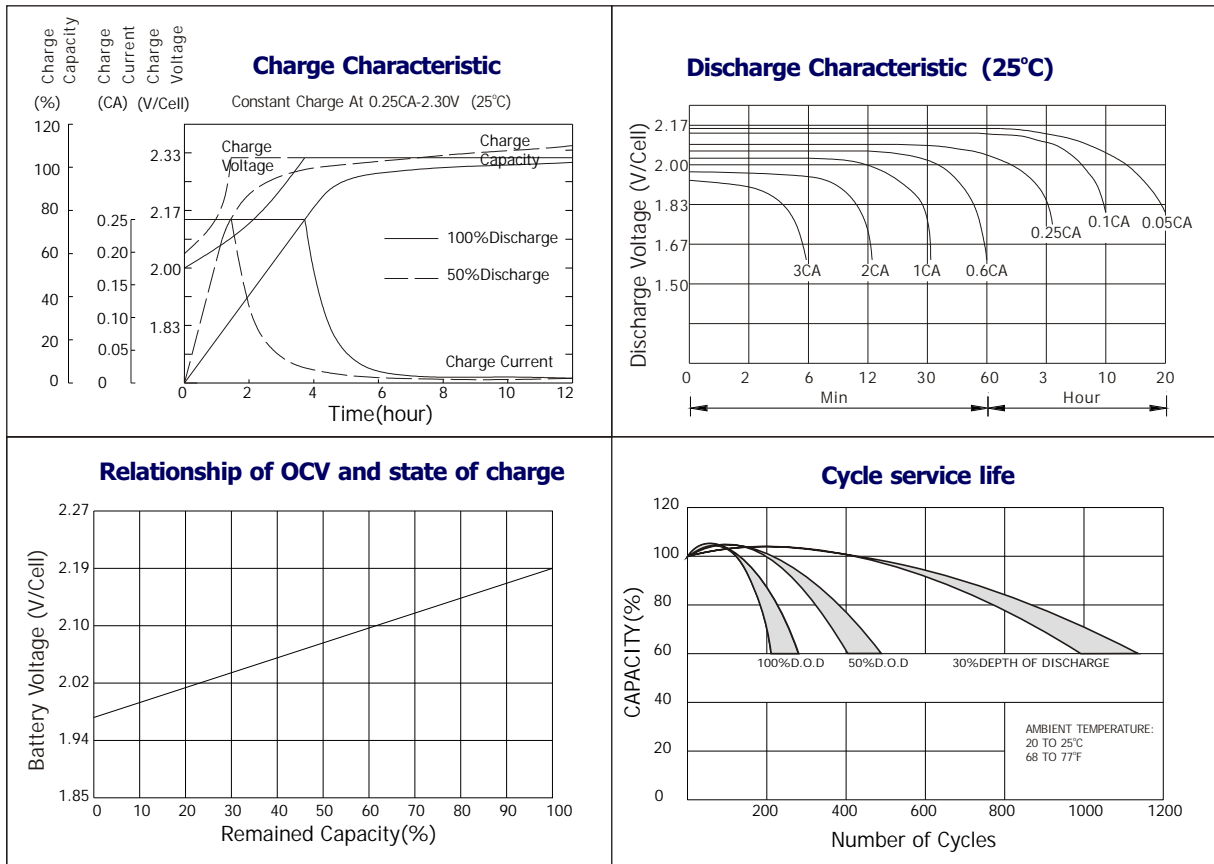 Charge
Capacity
Charge
Current
Charge
Voltage
(%)
(CA)
(V/Cell)
Charge Characteristic
Constant Charge At 0.25CA-2.30V (25°C)
120
100
80
60
40
20
0
0.25
0.20
0.15
0.10
0.05
0
2.33
2.17
2.00
1.83
Charge
Voltage
Charge
Capacity
100%Discharge
50%Discharge
Charge Current
0 2 4 6 8 10 12
Time(hour)
Discharge Characteristic (25°C)
Discharge Voltage (V/Cell)
2.17
2.00
1.83
1.67
1.50
3CA
2CA
1CA
0.6CA
0.25CA
0.1CA
0.05CA
0 2 6 12 30 60 3 10 20
Min
Hour
Relationship of OCV and state of charge
Battery Voltage (V/Cell)
2.27
2.19
2.10
2.02
1.94
1.85
0 10 20 30 40 50 60 70 80 90 100
Remained Capacity(%)
Cycle service life
CAPACITY(%)
120
100
80
60
40
20
0
100%D.O.D
50%D.O.D
30%DEPTH OF DISCHARGE
AMBIENT TEMPERATURE:
20 TO 25°C
68 TO 77°F
200 400 600 800 1000 1200
Number of Cycles